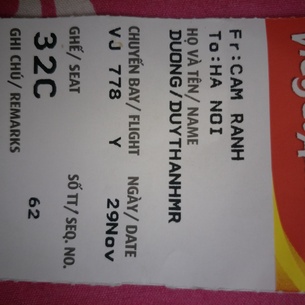 Fr:CAM RANH
To:HA NOI
HỌ VÀ TÊN/ NAME
DUONG/DUYTHANHMR
CHUYẾN BAY/ FLIGHT NGÀY/ DATE
VJ 778 Y 29Nov
GHẾ/ SEAT SỐ TT/ SEQ. NO.
32C 62
GHI CHÚ/ REMARKS